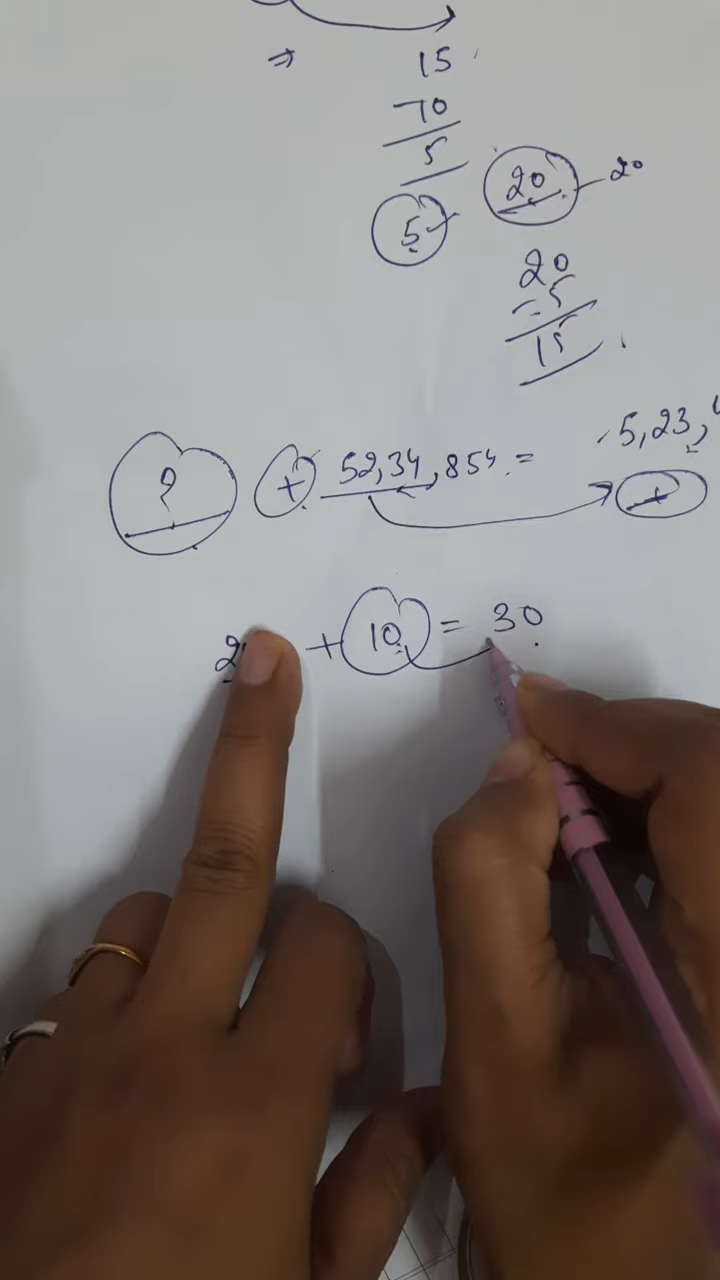 ⇒ 15
-10
5
5 20 - 20
20
- 5
15
? + 52,34,854 = 5,23,
+
+ 10 = 30